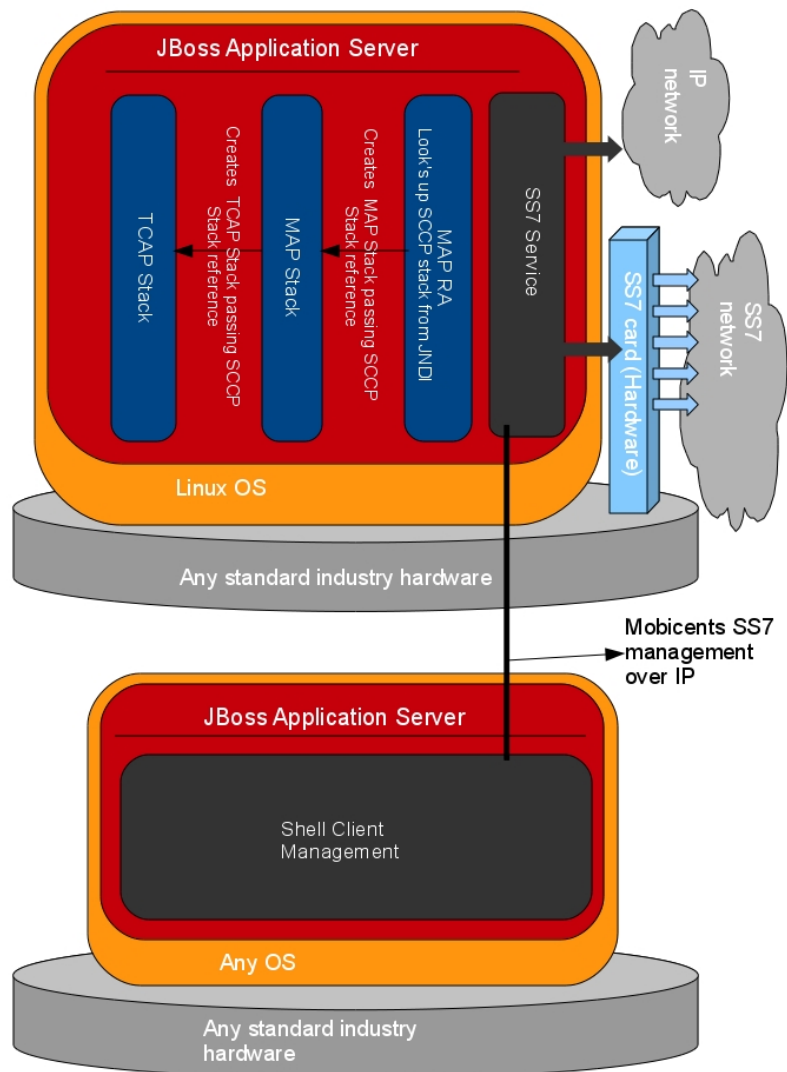 JBoss Application Server
IP
network
TCAP Stack
Creates TCAP Stack passing SCCP
Stack reference
MAP Stack
Creates MAP Stack passing SCCP
Stack reference
MAP RA
Look's up SCCP stack from JNDI
SS7 Service
SS7 card (Hardware)
SS7
network
Linux OS
Any standard industry hardware
Mobicents SS7
management
over IP
JBoss Application Server
Shell Client
Management
Any OS
Any standard industry
hardware